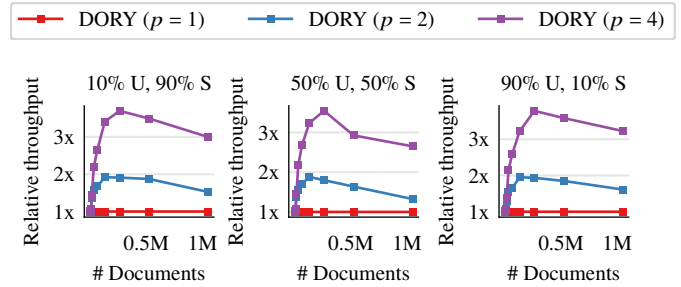 DORY (p = 1) DORY (p = 2) DORY (p = 4)
10% U, 90% S
Relative throughput
3x
2x
1x
0.5M 1M
# Documents
50% U, 50% S
Relative throughput
3x
2x
1x
0.5M 1M
# Documents
90% U, 10% S
Relative throughput
3x
2x
1x
0.5M 1M
# Documents